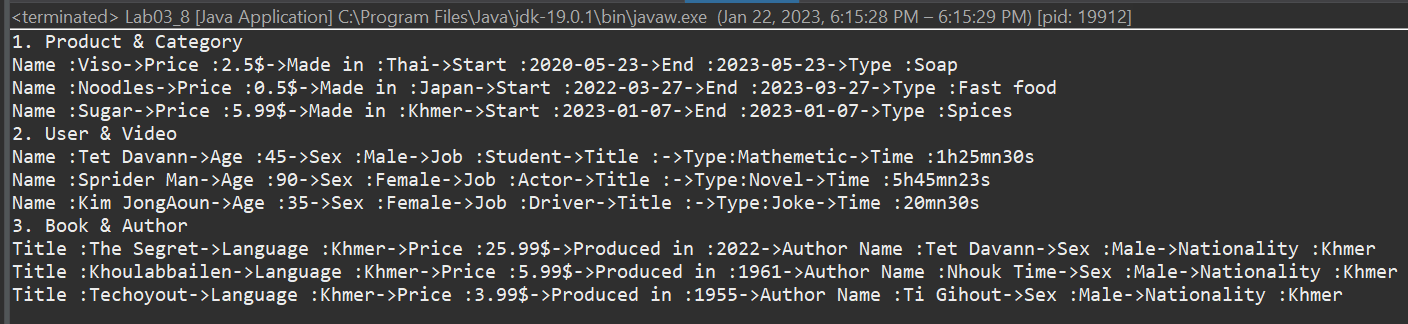 <terminated> Lab03_8 [Java Application] C:\Program Files\Java\jdk-19.0.1\bin\javaw.exe (Jan 22, 2023, 6:15:28 PM – 6:15:29 PM) [pid: 19912]
1. Product & Category
Name :Viso->Price :2.5$->Made in :Thai->Start :2020-05-23->End :2023-05-23->Type :Soap
Name :Noodles->Price :0.5$->Made in :Japan->Start :2022-03-27->End :2023-03-27->Type :Fast food
Name :Sugar->Price :5.99$->Made in :Khmer->Start :2023-01-07->End :2023-01-07->Type :Spices
2. User & Video
Name :Tet Davann->Age :45->Sex :Male->Job :Student->Title :->Type:Mathemetic->Time :1h25mn30s
Name :Sprider Man->Age :90->Sex :Female->Job :Actor->Title :->Type:Novel->Time :5h45mn23s
Name :Kim JongAoun->Age :35->Sex :Female->Job :Driver->Title :->Type:Joke->Time :20mn30s
3. Book & Author
Title :The Segret->Language :Khmer->Price :25.99$->Produced in :2022->Author Name :Tet Davann->Sex :Male->Nationality :Khmer
Title :Khoulabbailen->Language :Khmer->Price :5.99$->Produced in :1961->Author Name :Nhouk Time->Sex :Male->Nationality :Khmer
Title :Techoyout->Language :Khmer->Price :3.99$->Produced in :1955->Author Name :Ti Gihout->Sex :Male->Nationality :Khmer